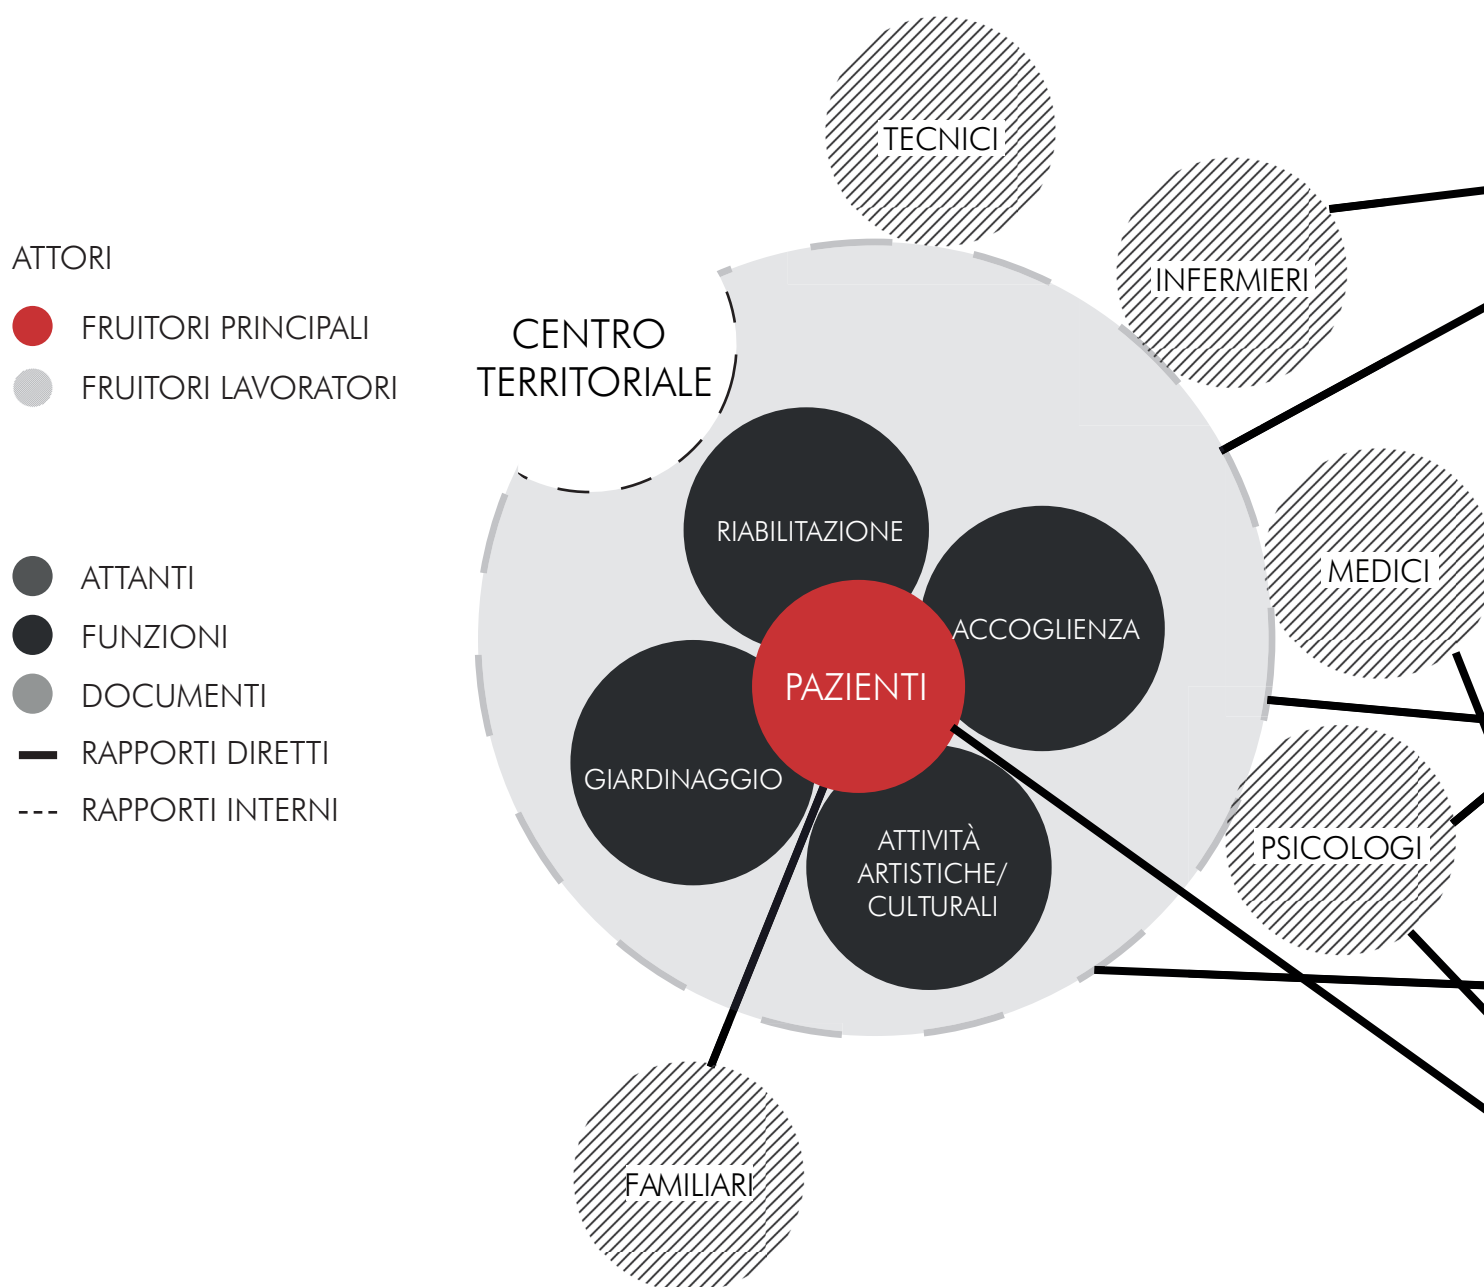 ATTORI
FRUITORI PRINCIPALI
FRUITORI LAVORATORI
ATTANTI
FUNZIONI
DOCUMENTI
RAPPORTI DIRETTI
RAPPORTI INTERNI
CENTRO
TERRITORIALE
TECNICI
INFERMIERI
RIABILITAZIONE
MEDICI
ACCOGLIENZA
PAZIENTI
GIARDINAGGIO
ATTIVITÀ
ARTISTICHE/
CULTURALI
PSICOLOGI
FAMILIARI